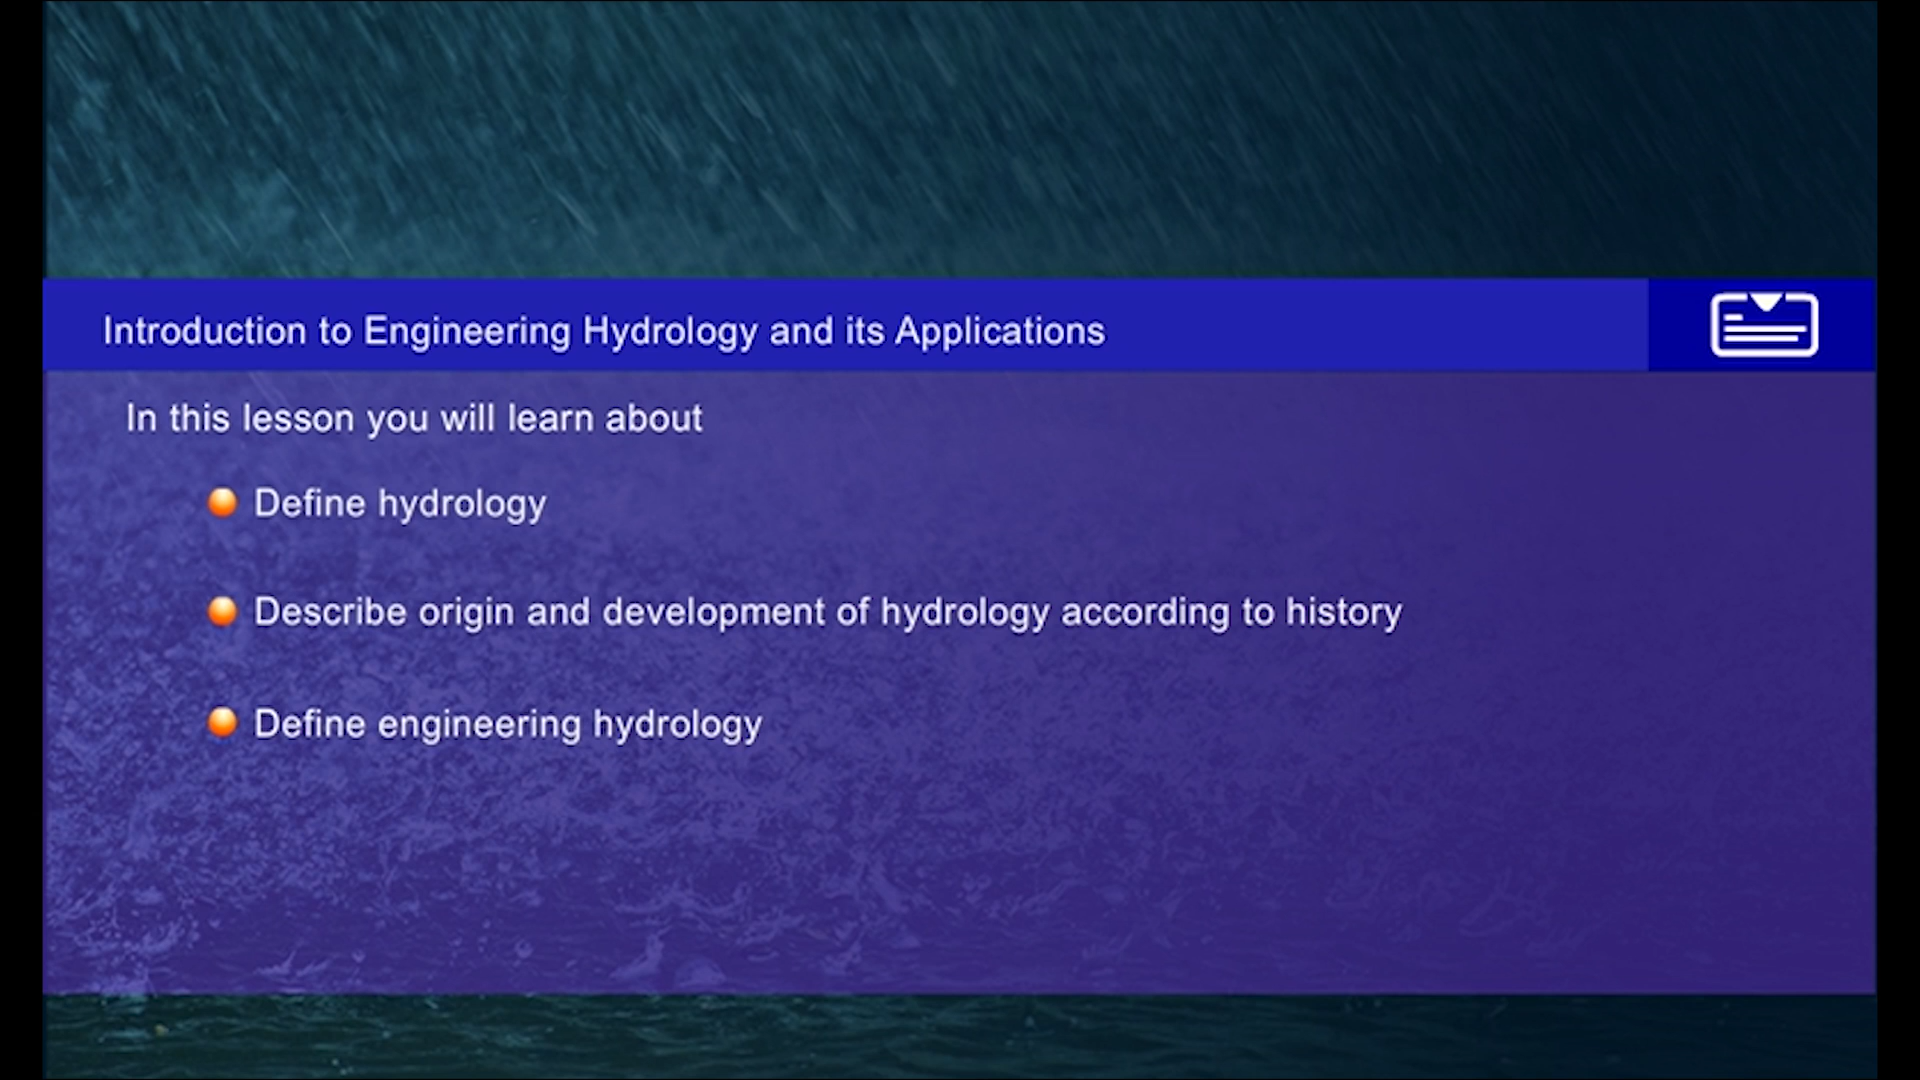 Introduction to Engineering Hydrology and its Applications
In this lesson you will learn about
Define hydrology
Describe origin and development of hydrology according to history
Define engineering hydrology